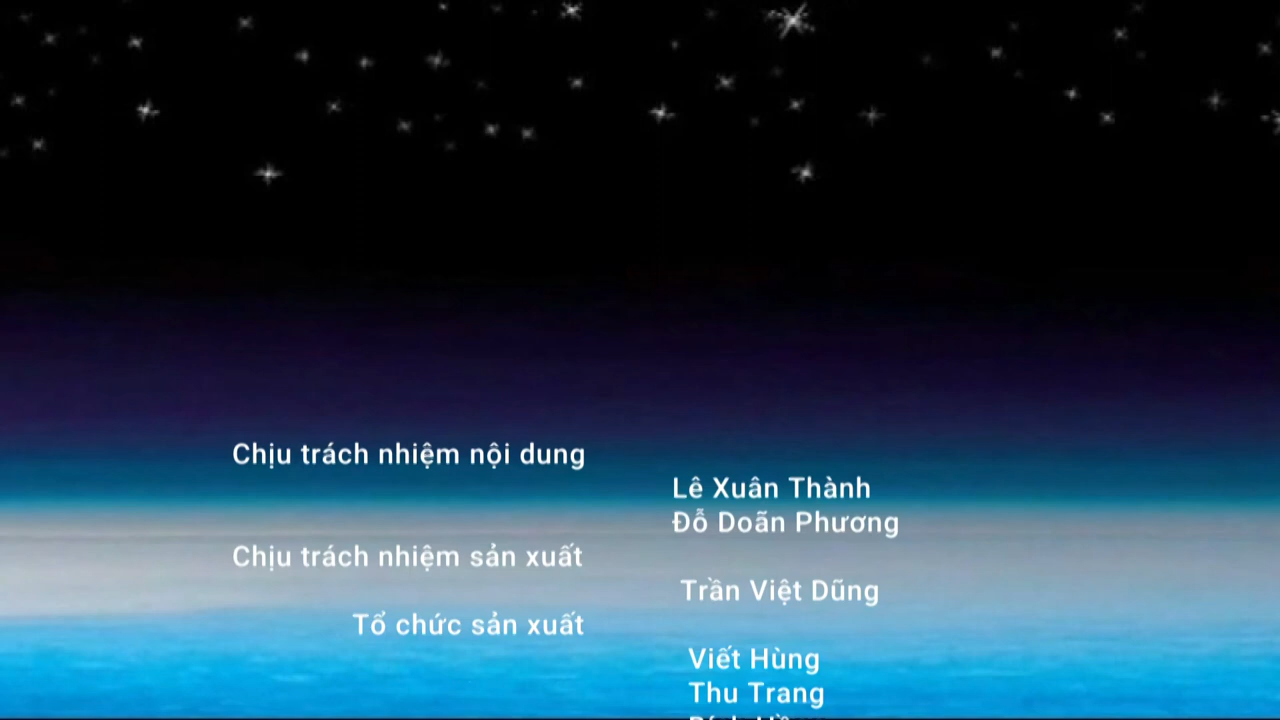 Chịu trách nhiệm nội dung
Lê Xuân Thành
Đỗ Doãn Phương
Chịu trách nhiệm sản xuất
Trần Việt Dũng
Tổ chức sản xuất
Viết Hùng
Thu Trang